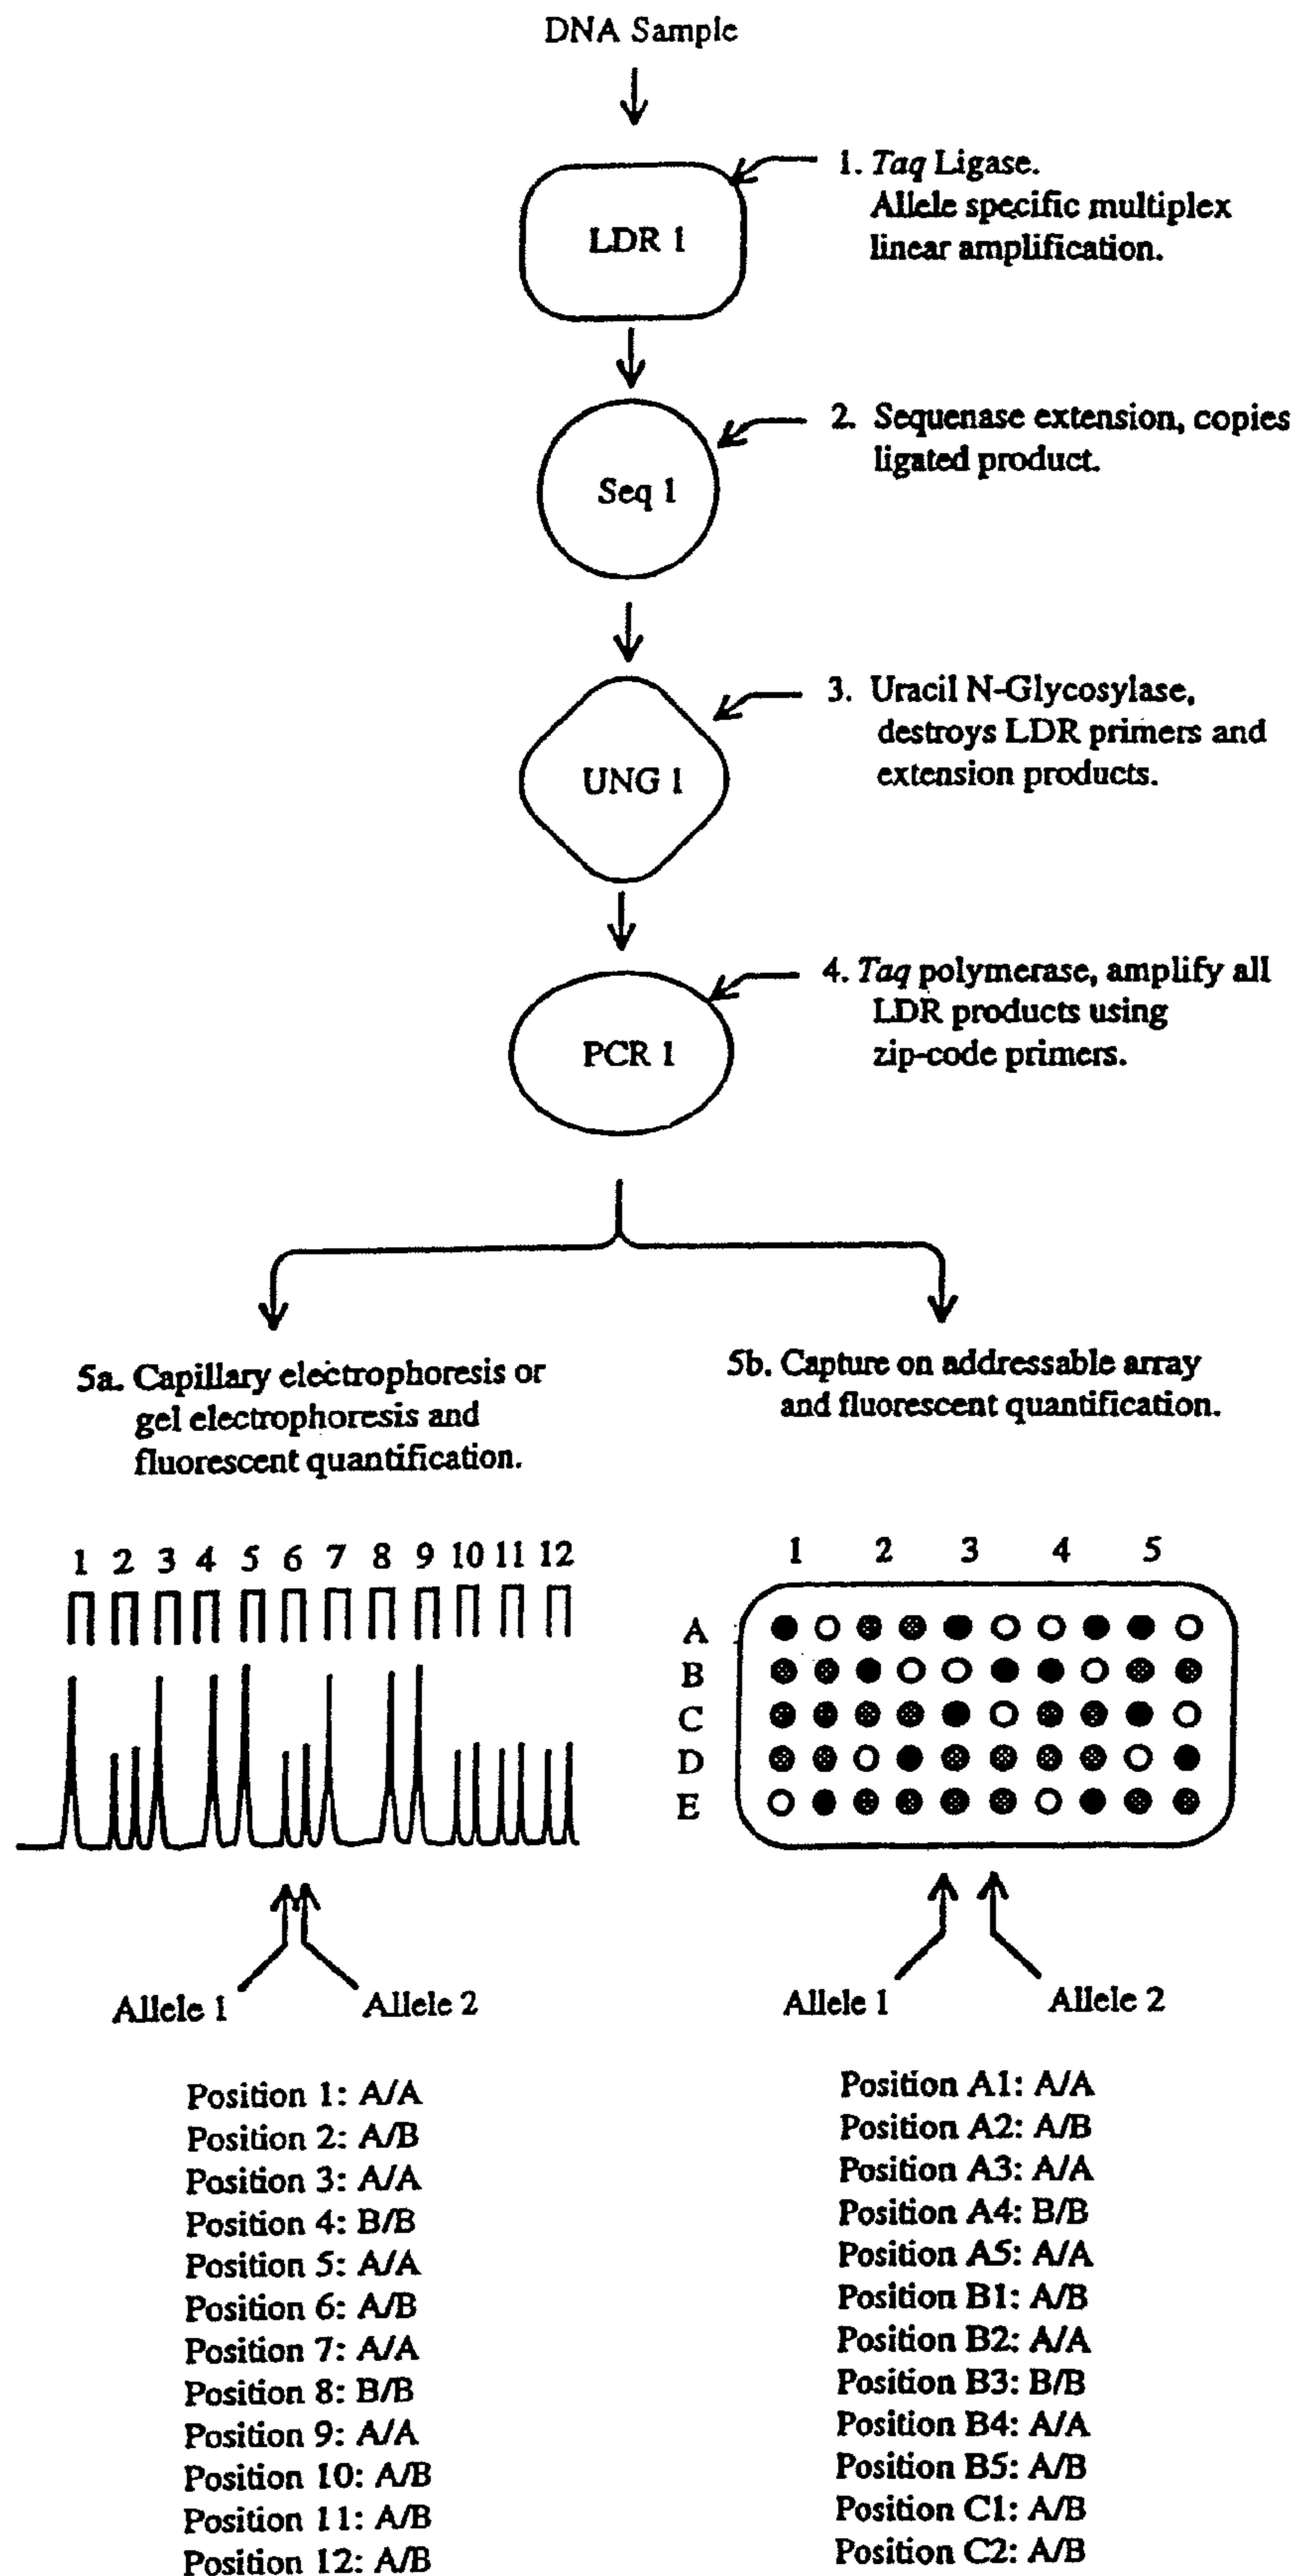 DNA Sample
LDR 1
1. Taq Ligase.
Allele specific multiplex
linear amplification.
Seq 1
2. Sequenase extension, copies
ligated product.
UNG 1
3. Uracil N-Glycosylase,
destroys LDR primers and
extension products.
PCR 1
4. Taq polymerase, amplify all
LDR products using
zip-code primers.
5a. Capillary electrophoresis or
gel electrophoresis and
fluorescent quantification.
1 2 3 4 5 6 7 8 9 10 11 12
Allele 1
Allele 2
Position 1: A/A
Position 2: A/B
Position 3: A/A
Position 4: B/B
Position 5: A/A
Position 6: A/B
Position 7: A/A
Position 8: B/B
Position 9: A/A
Position 10: A/B
Position 11: A/B
Position 12: A/B
5b. Capture on addressable array
and fluorescent quantification.
1 2 3 4 5
A
B
C
D
E
Allele 1
Allele 2
Position A1: A/A
Position A2: A/B
Position A3: A/A
Position A4: B/B
Position A5: A/A
Position B1: A/B
Position B2: A/A
Position B3: B/B
Position B4: A/A
Position B5: A/B
Position C1: A/B
Position C2: A/B